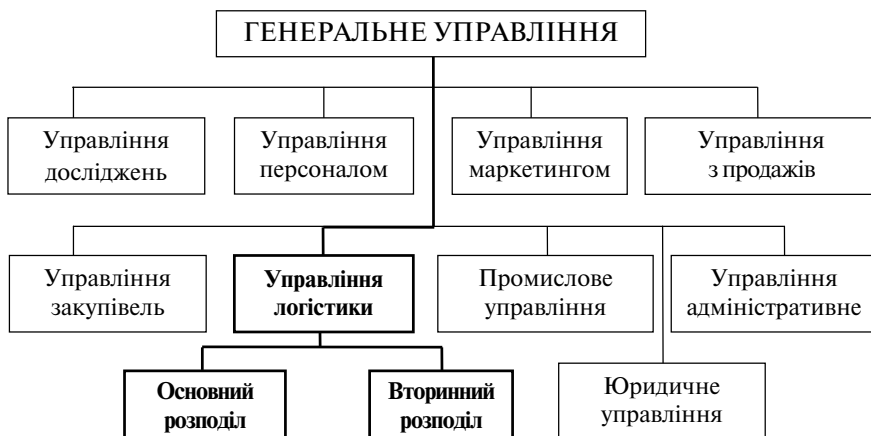 ГЕНЕРАЛЬНЕ УПРАВЛІННЯ
Управління
досліджень
Управління
персоналом
Управління
маркетингом
Управління
з продажів
Управління
закупівель
Управління
логістики
Промислове
управління
Управління
адміністративне
Основний
розподіл
Вторинний
розподіл
Юридичне
управління